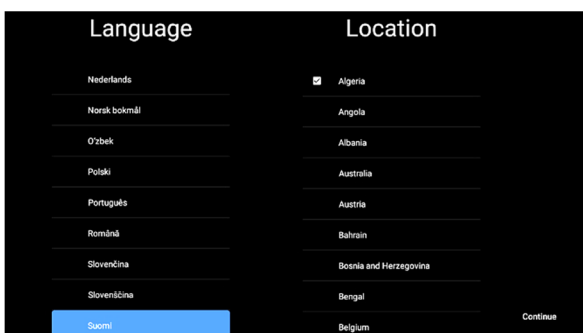 Language
Nederlands
Norsk bokmål
O'zbek
Polski
Português
Română
Slovenčina
Slovenščina
Suomi
Location
Algeria
Angola
Albania
Australia
Austria
Bahrain
Bosnia and Herzegovina
Bengal
Belgium
Continue